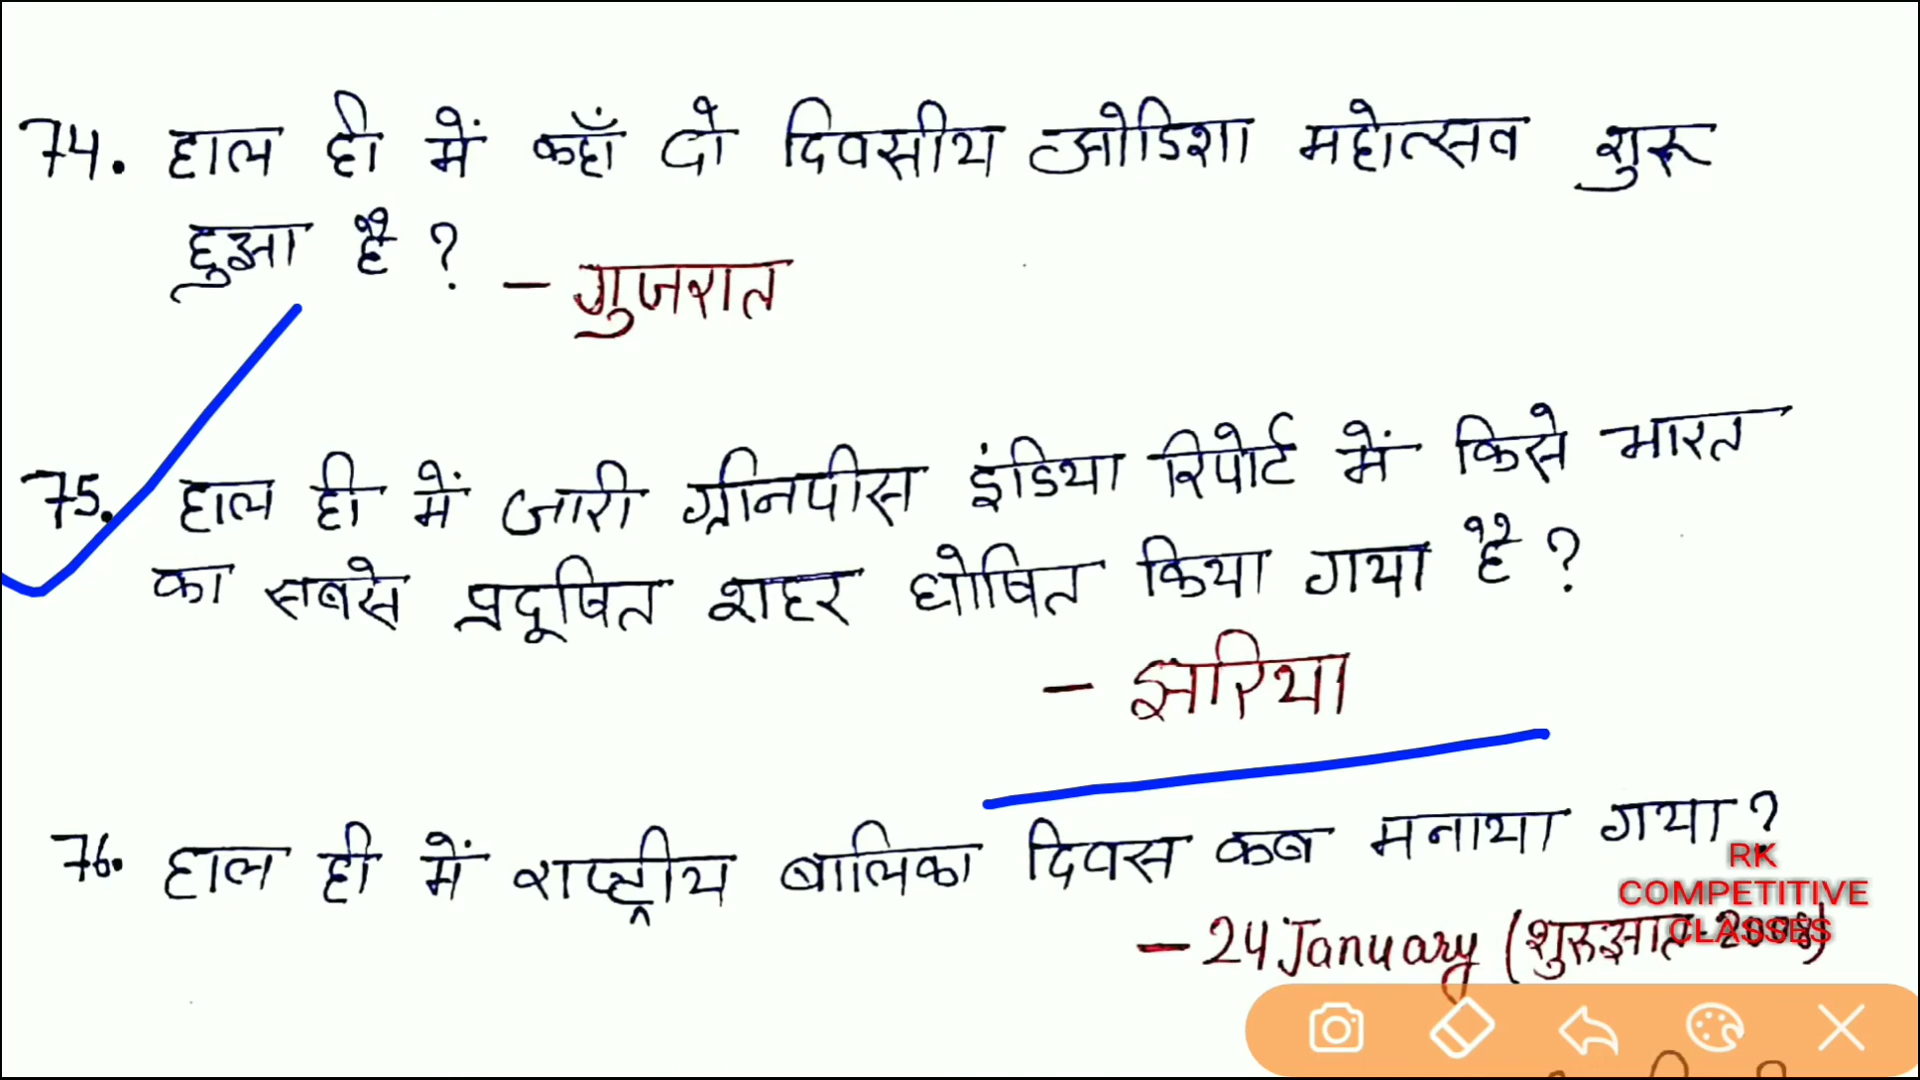 74. हाल ही में कहाँ दो दिवसीय ओडिशा महोत्सव शुरू
हुआ है? - गुजरात
75. हाल ही में जारी ग्रीनपीस इंडिया रिपोर्ट में किसे भारत
का सबसे प्रदूषित शहर घोषित किया गया है?
- झरिया
76. हाल ही में राष्ट्रीय बालिका दिवस कब मनाया गया?
- 24 January (शुरुआत-
RK
COMPETITIVE
CLASSES